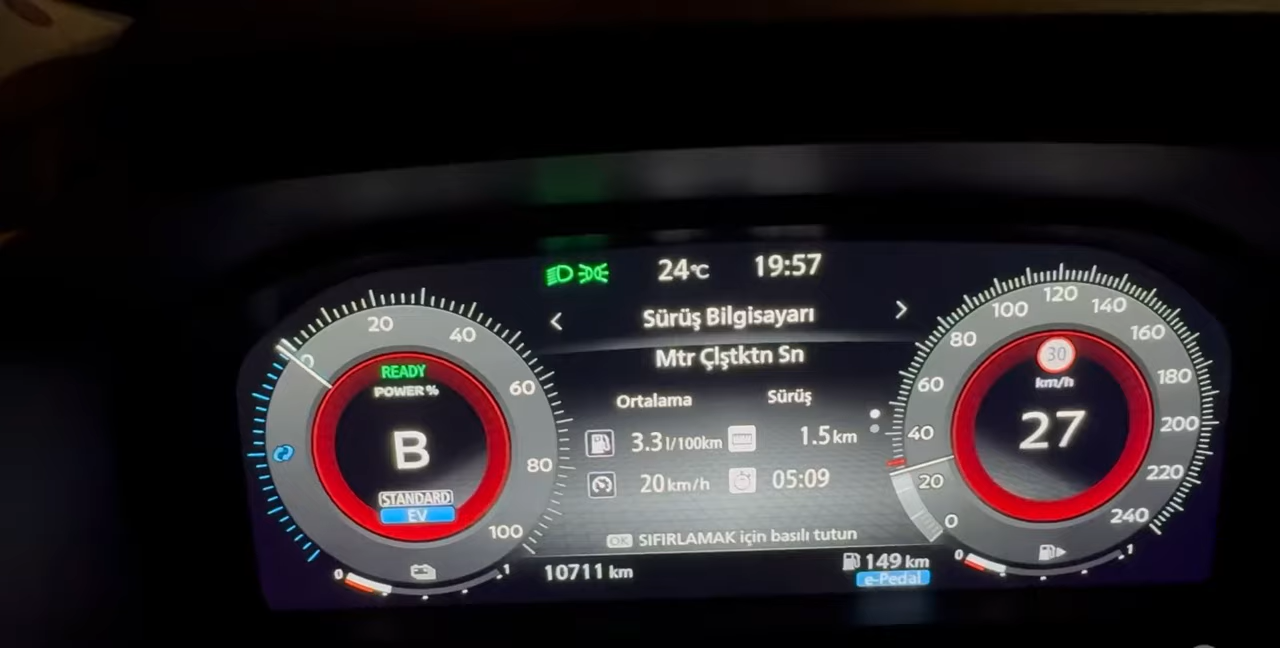 24°C 19:57
< Sürüş Bilgisayarı >
Mtr Çlştktn Sn
Ortalama Sürüş
3.3 l/100km 1.5 km
20 km/h 05:09
OK SIFIRLAMAK için basılı tutun
10711 km 149 km
e-Pedal
0 20 40 60 80 100
READY
POWER %
B
STANDARD
EV
0 1
0 20 40 60 80 100 120 140 160 180 200 220 240
30
km/h
27
0 1